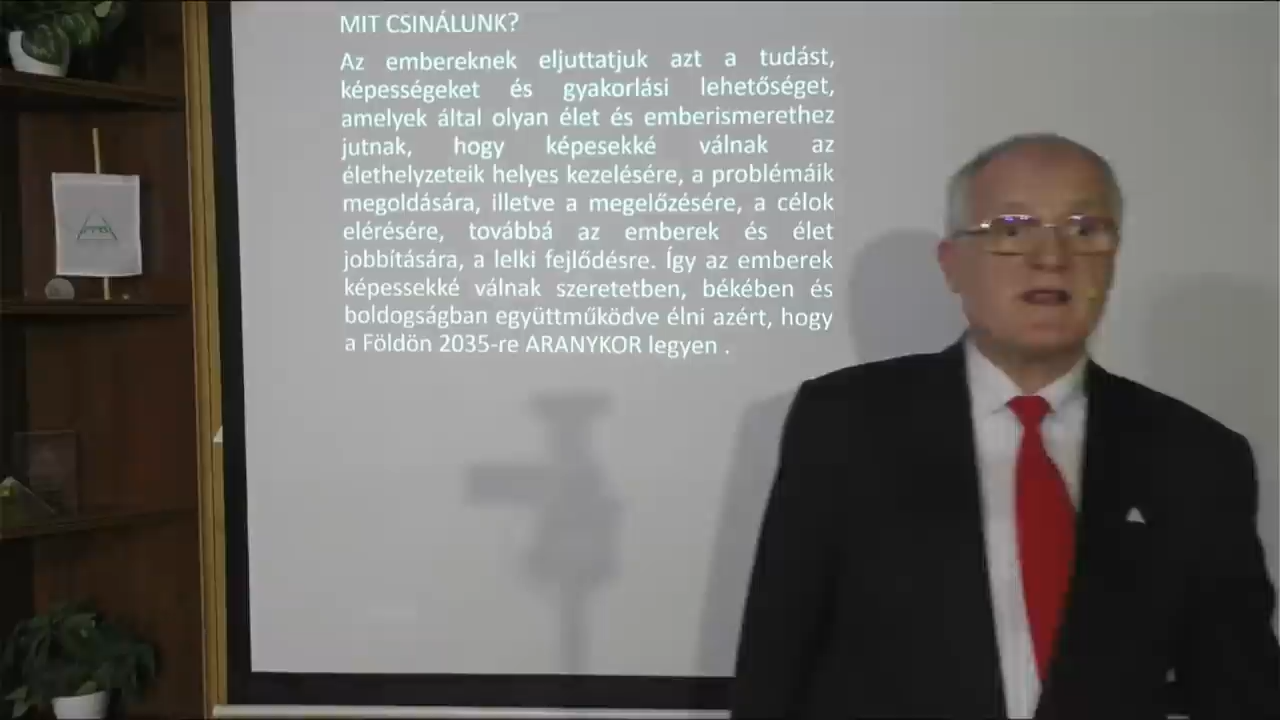 MIT CSINÁLUNK?
Az embereknek eljuttatjuk azt a tudást,
képességeket és gyakorlási lehetőséget,
amelyek által olyan élet és emberismerethez
jutnak, hogy képesekké válnak az
élethelyzeteik helyes kezelésére, a problémáik
megoldására, illetve a megelőzésére, a célok
elérésére, továbbá az emberek és élet
jobbítására, a lelki fejlődésre. Így az emberek
képessekké válnak szeretetben, békében és
boldogságban együttműködve élni azért, hogy
a Földön 2035-re ARANYKOR legyen .